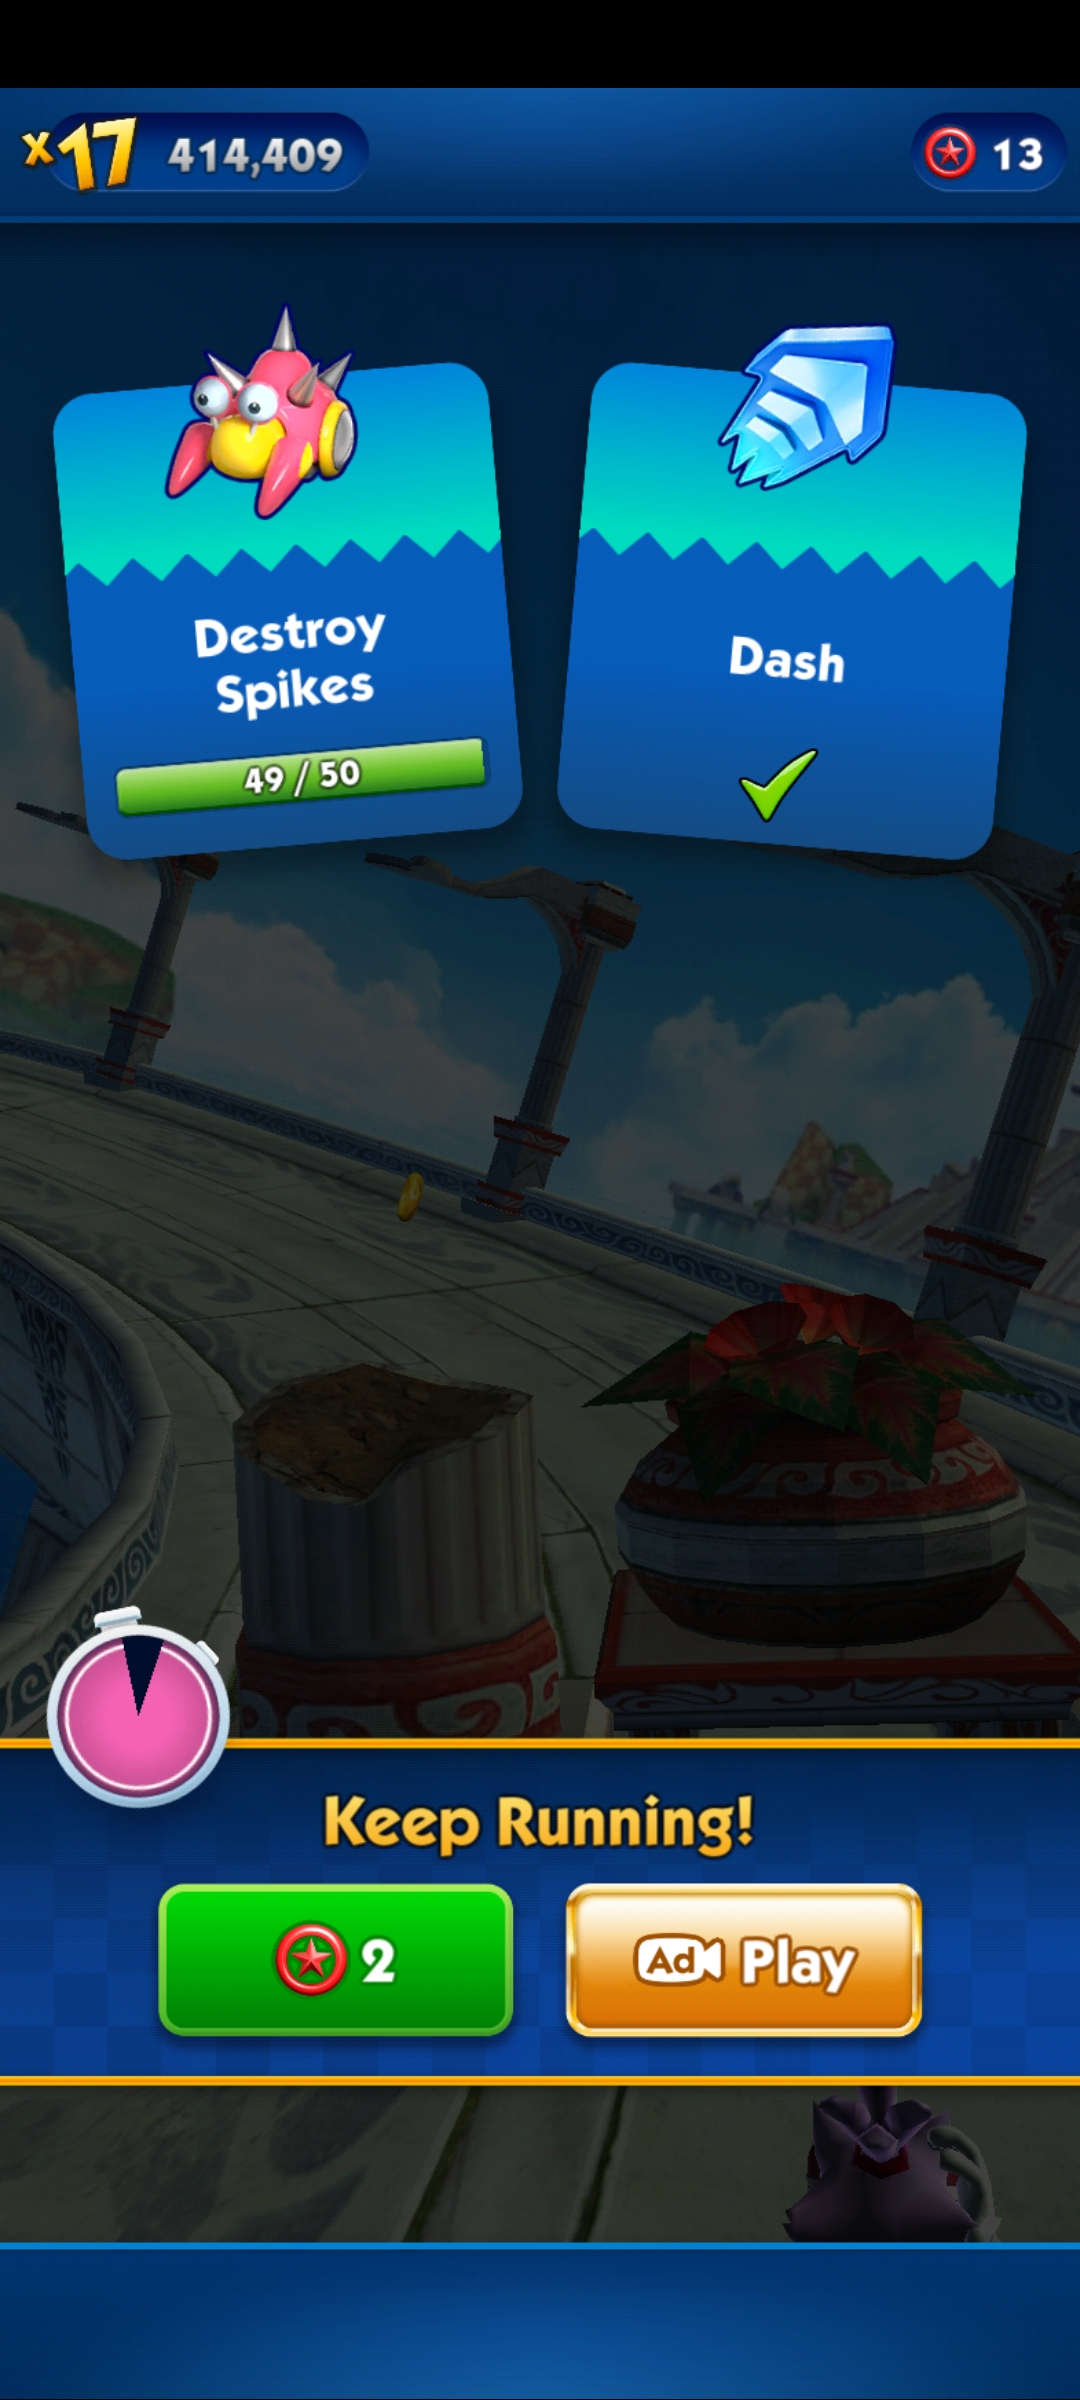 x17 414,409
13
Destroy
Spikes
49 / 50
Dash
Keep Running!
2
Ad Play